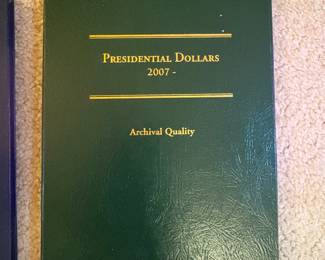 PRESIDENTIAL DOLLARS
2007 -
Archival Quality